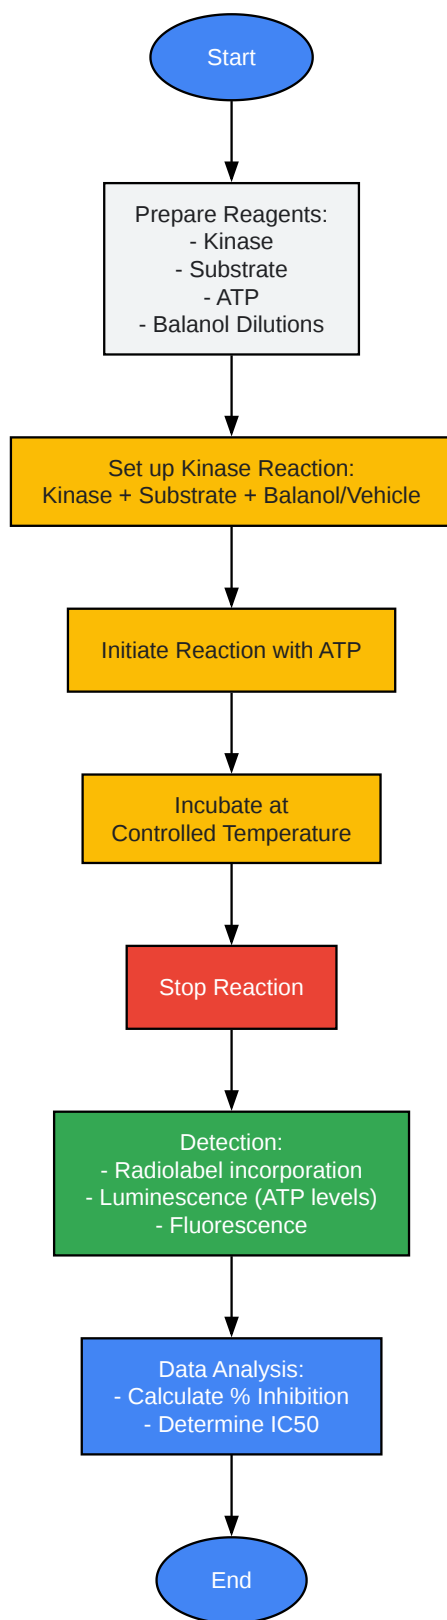 Start
Prepare Reagents:
- Kinase
- Substrate
- ATP
- Balanol Dilutions
Set up Kinase Reaction:
Kinase + Substrate + Balanol/Vehicle
Initiate Reaction with ATP
Incubate at
Controlled Temperature
Stop Reaction
Detection:
- Radiolabel incorporation
- Luminescence (ATP levels)
- Fluorescence
Data Analysis:
- Calculate % Inhibition
- Determine IC50
End